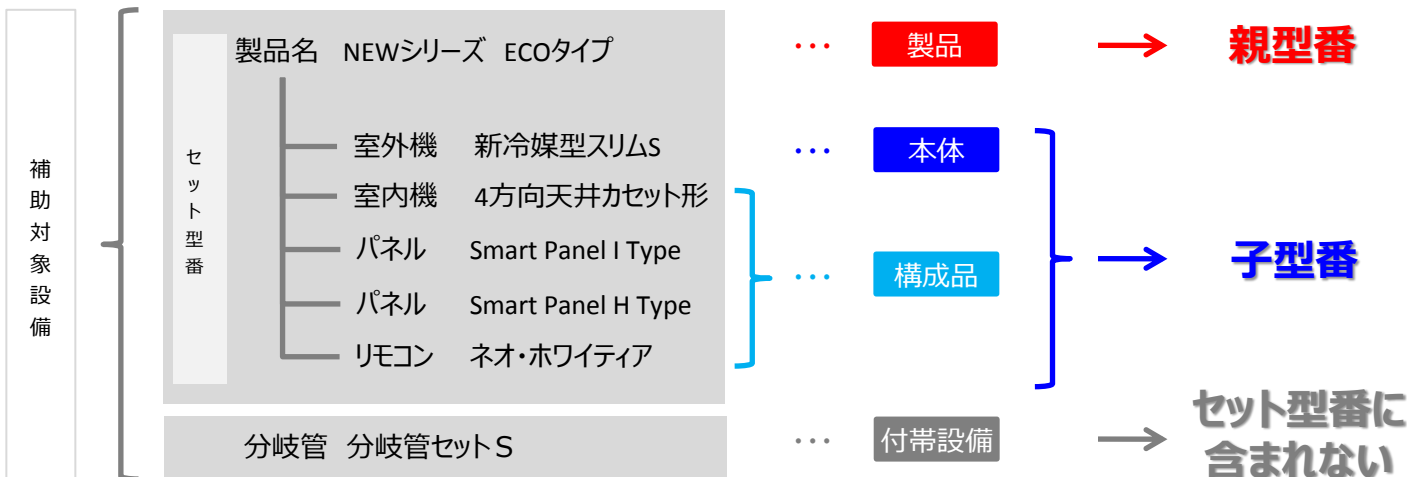 補助対象設備
セット型番
製品名 NEWシリーズ ECOタイプ … 製品 親型番
室外機 新冷媒型スリムS … 本体
室内機 4方向天井カセット形
パネル Smart Panel I Type … 構成品 子型番
パネル Smart Panel H Type
リモコン ネオ・ホワイティア
分岐管 分岐管セットS … 付帯設備 セット型番に
含まれない